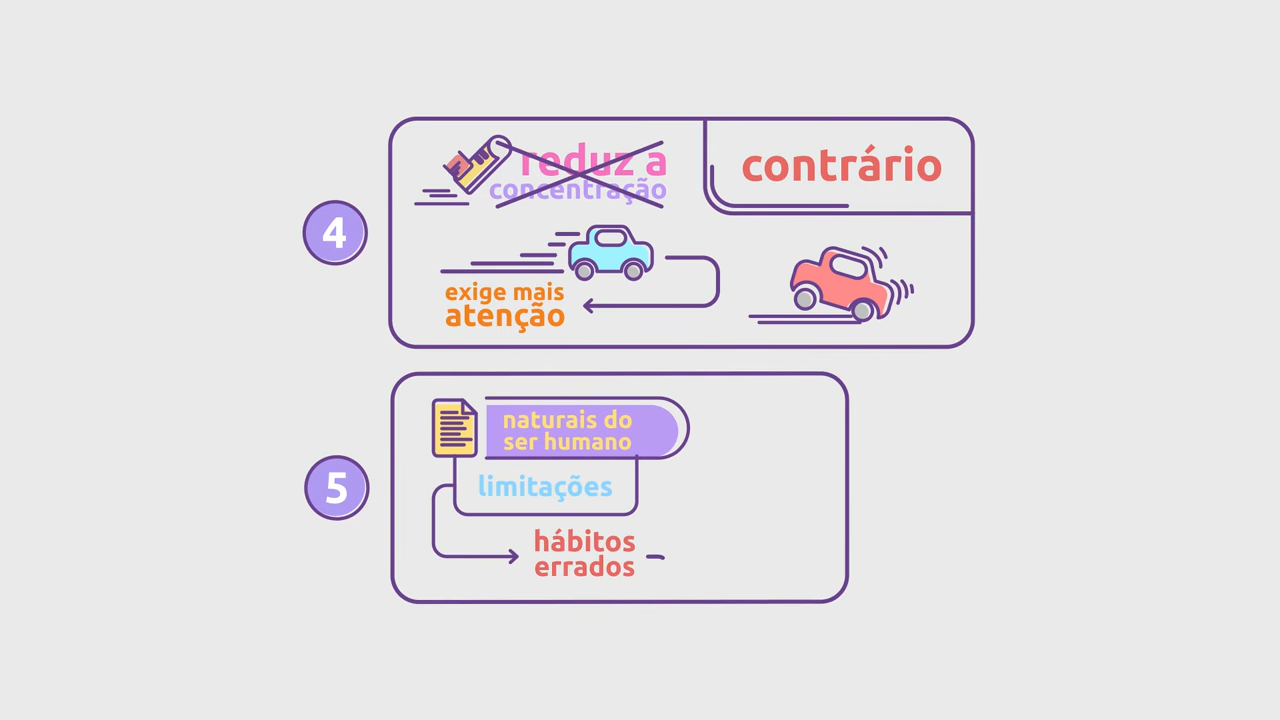 4
reduz a
concentração
contrário
exige mais
atenção
5
naturais do
ser humano
limitações
hábitos
errados